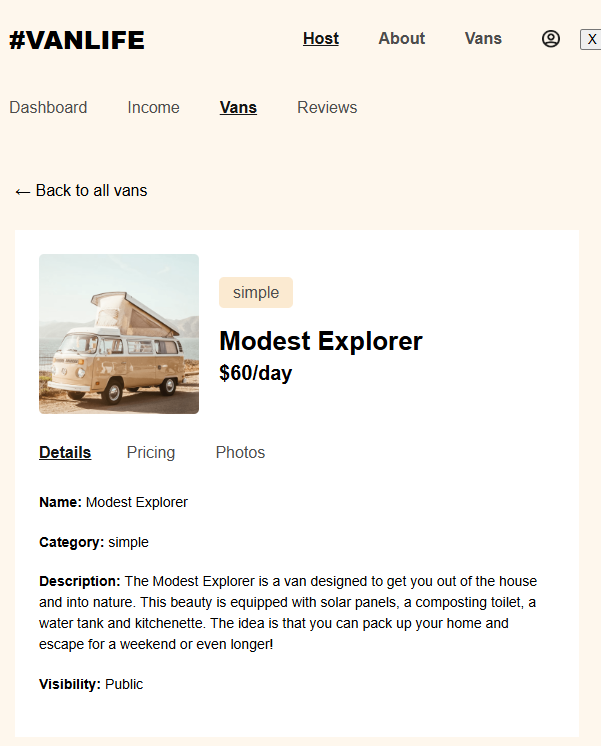 #VANLIFE Host About Vans X
Dashboard Income Vans Reviews
← Back to all vans
simple
Modest Explorer
$60/day
Details Pricing Photos
Name: Modest Explorer
Category: simple
Description: The Modest Explorer is a van designed to get you out of the house
and into nature. This beauty is equipped with solar panels, a composting toilet, a
water tank and kitchenette. The idea is that you can pack up your home and
escape for a weekend or even longer!
Visibility: Public